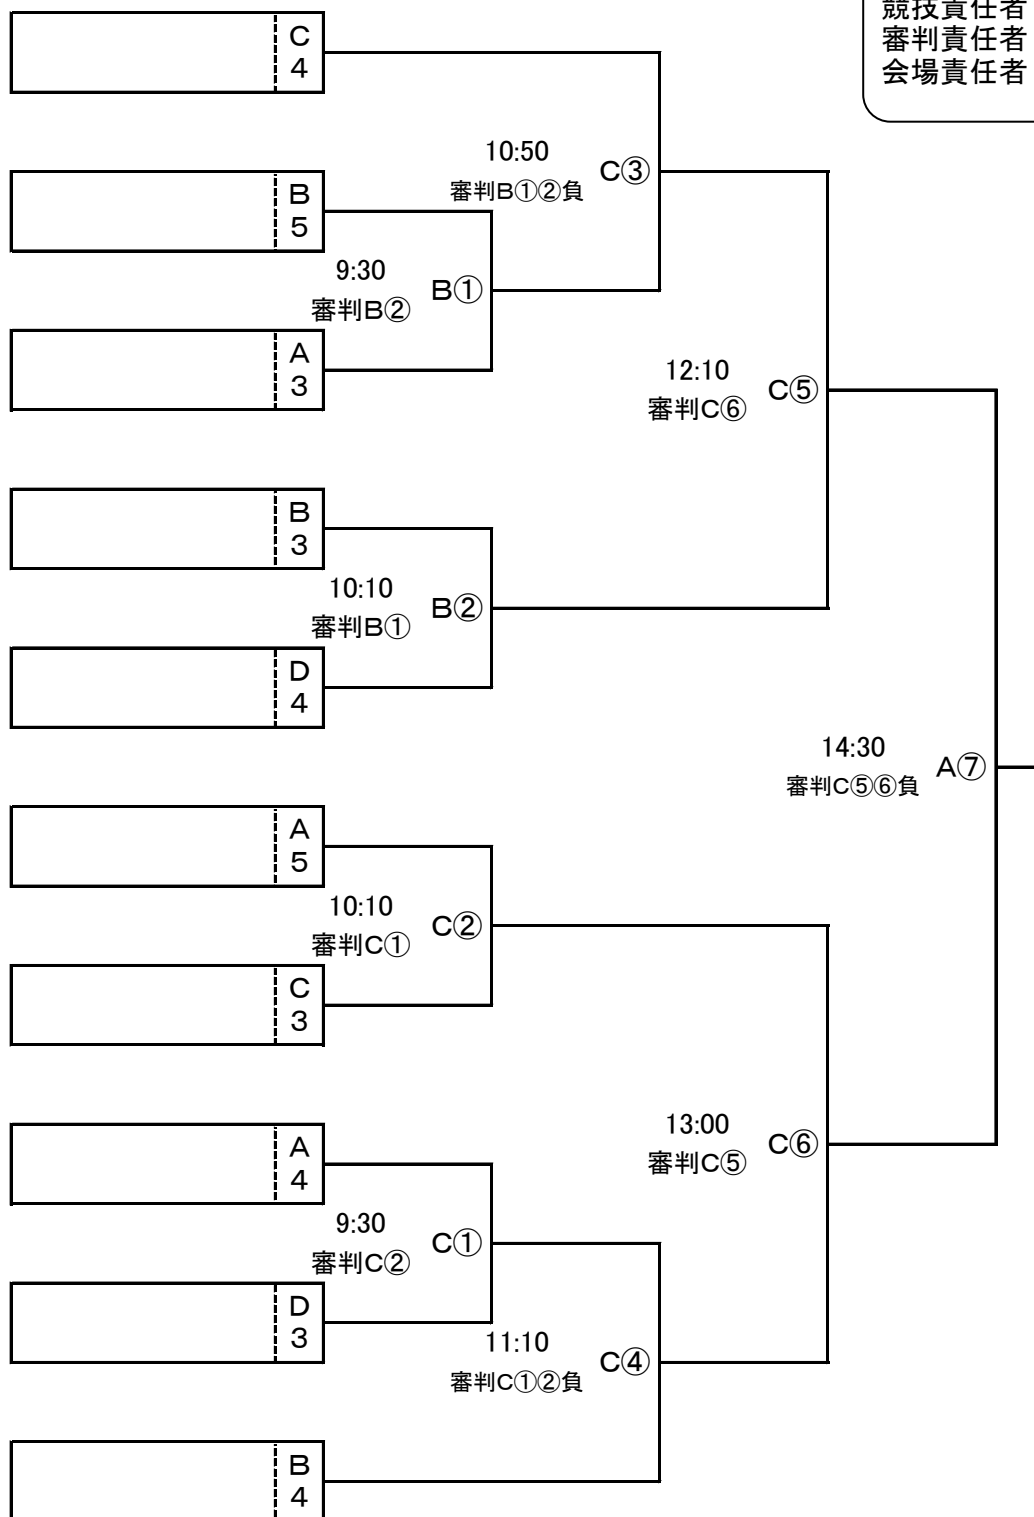 競技責任者
審判責任者
会場責任者
C
4
10:50
審判B①②負
C③
B
5
9:30
審判B②
B①
A
3
12:10
審判C⑥
C⑤
B
3
10:10
審判B①
B②
D
4
14:30
審判C⑤⑥負
A⑦
A
5
10:10
審判C①
C②
C
3
13:00
審判C⑤
C⑥
A
4
9:30
審判C②
C①
D
3
11:10
審判C①②負
C④
B
4